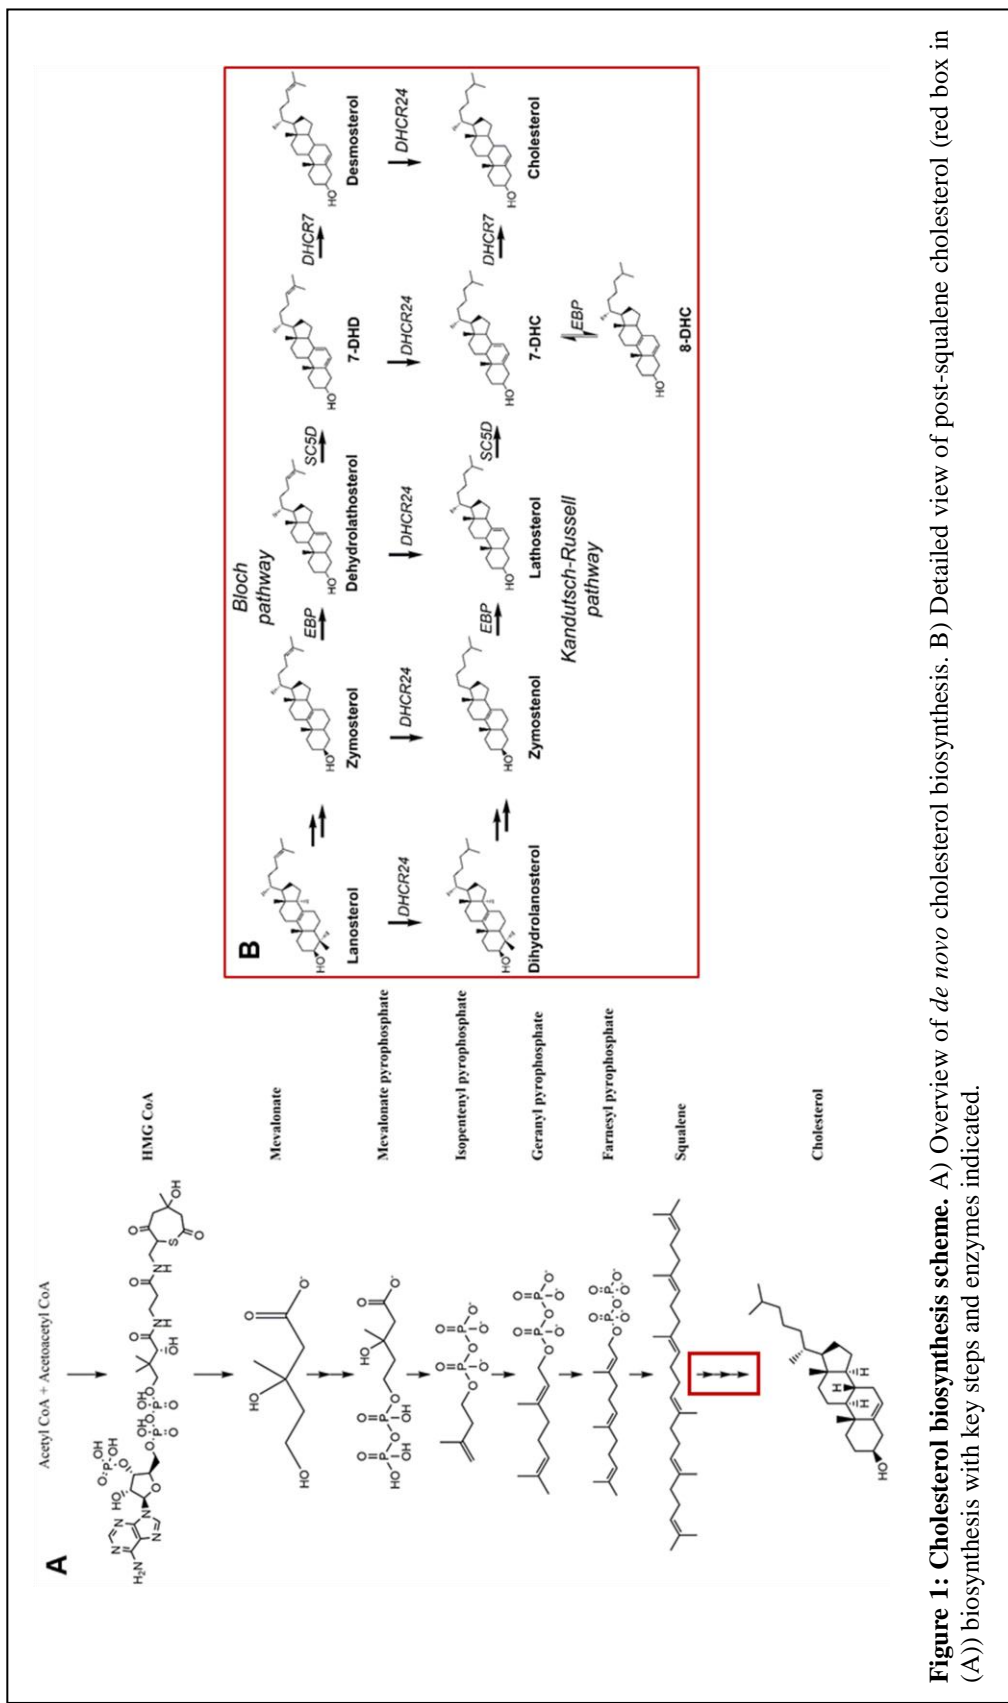 A
Acetyl CoA + Acetoacetyl CoA
HMG CoA
Mevalonate
Mevalonate pyrophosphate
Isopentenyl pyrophosphate
Geranyl pyrophosphate
Farnesyl pyrophosphate
Squalene
Cholesterol
B
Bloch
pathway
Lanosterol
Zymosterol
EBP
Dehydrolathosterol
SC5D
7-DHD
DHCR7
Desmosterol
DHCR24
DHCR24
DHCR24
DHCR24
DHCR24
Dihydrolanosterol
Zymostenol
EBP
Lathosterol
SC5D
7-DHC
DHCR7
Cholesterol
Kandutsch-Russell
pathway
EBP
8-DHC
Figure 1: Cholesterol biosynthesis scheme. A) Overview of de novo cholesterol biosynthesis. B) Detailed view of post-squalene cholesterol (red box in
(A)) biosynthesis with key steps and enzymes indicated.